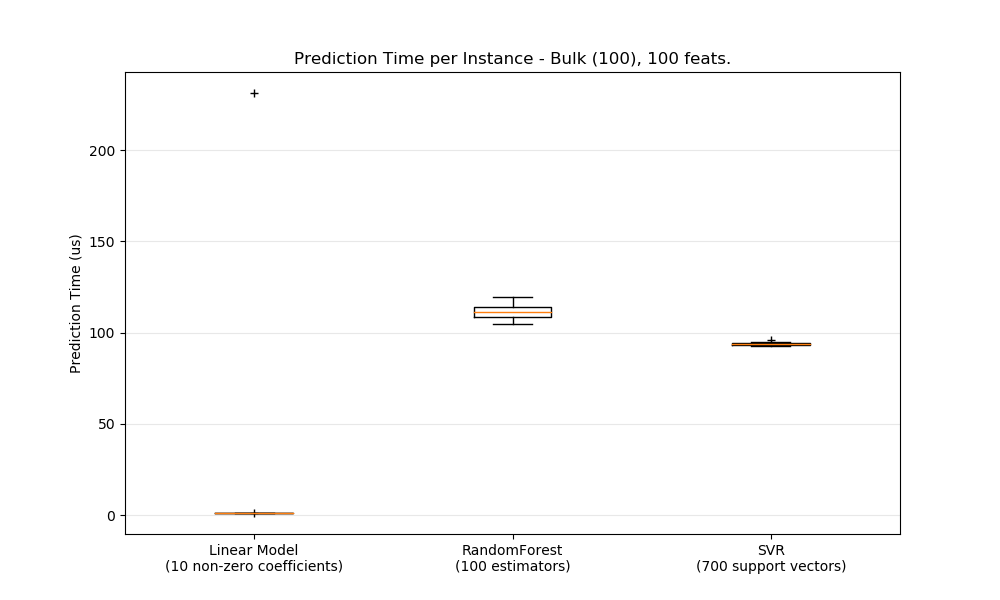 Prediction Time per Instance - Bulk (100), 100 feats.
Prediction Time (us)
200
150
100
50
0
Linear Model
(10 non-zero coefficients)
RandomForest
(100 estimators)
SVR
(700 support vectors)